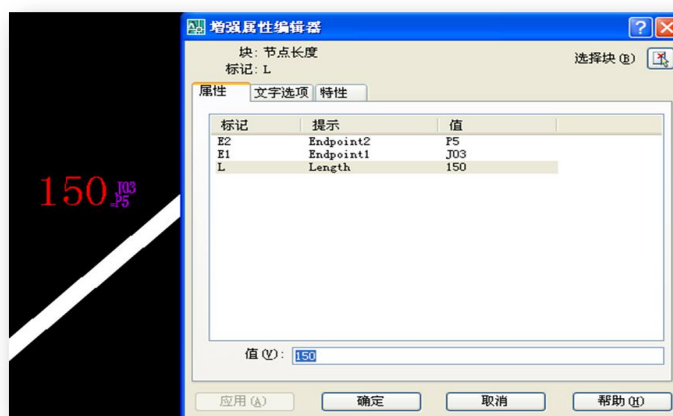 增强属性编辑器
块: 节点长度
标记: L
选择块(B)
属性 文字选项 特性
标记 提示 值
E2 Endpoint2 P5
E1 Endpoint1 J03
L Length 150
150
J03
P5
值(V): 150
应用(A) 确定 取消 帮助(H)